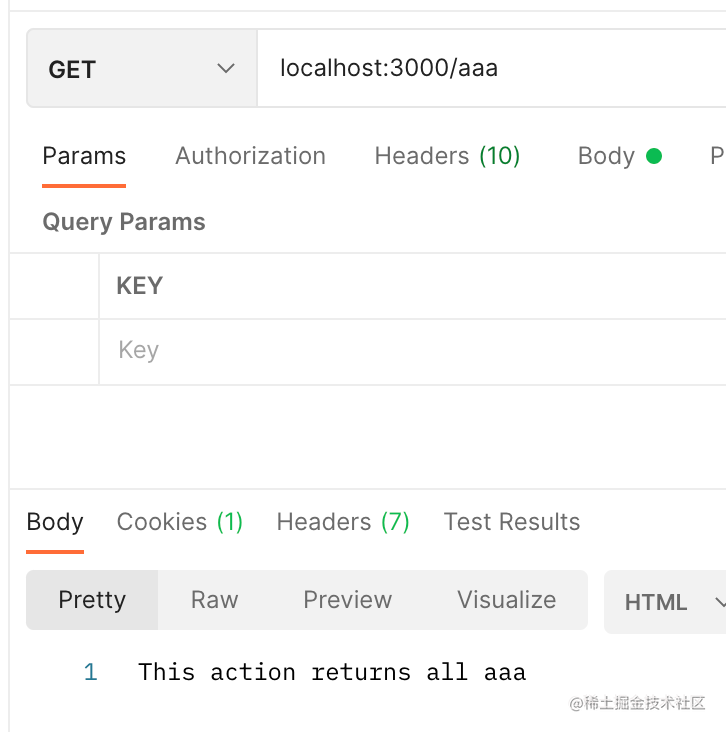 GET localhost:3000/aaa
Params Authorization Headers (10) Body P
Query Params
KEY
Key
Body Cookies (1) Headers (7) Test Results
Pretty Raw Preview Visualize HTML
1 This action returns all aaa
@稀土掘金技术社区